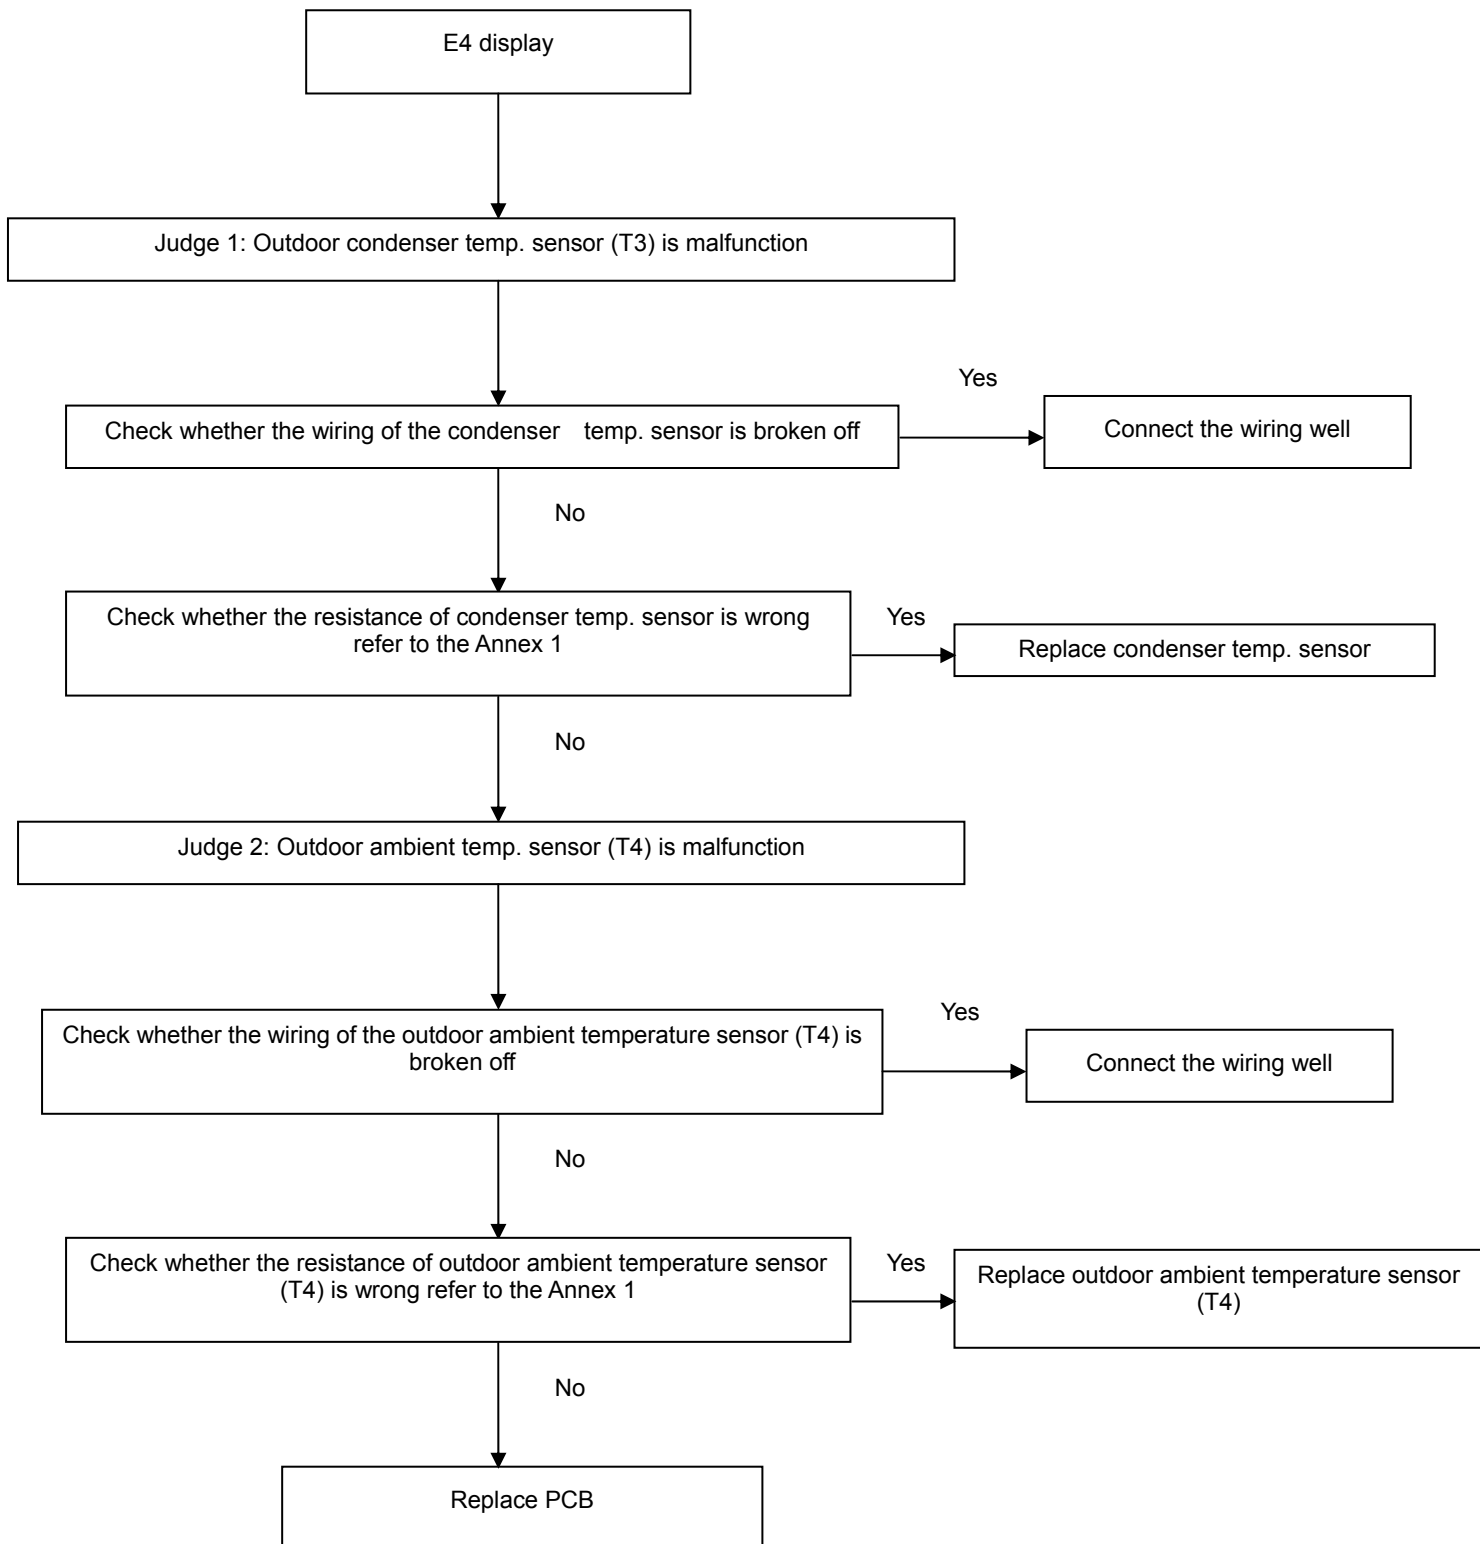 E4 display
Judge 1: Outdoor condenser temp. sensor (T3) is malfunction
Yes
Check whether the wiring of the condenser temp. sensor is broken off
Connect the wiring well
No
Check whether the resistance of condenser temp. sensor is wrong
refer to the Annex 1
Yes
Replace condenser temp. sensor
No
Judge 2: Outdoor ambient temp. sensor (T4) is malfunction
Yes
Check whether the wiring of the outdoor ambient temperature sensor (T4) is
broken off
Connect the wiring well
No
Check whether the resistance of outdoor ambient temperature sensor
(T4) is wrong refer to the Annex 1
Yes
Replace outdoor ambient temperature sensor
(T4)
No
Replace PCB